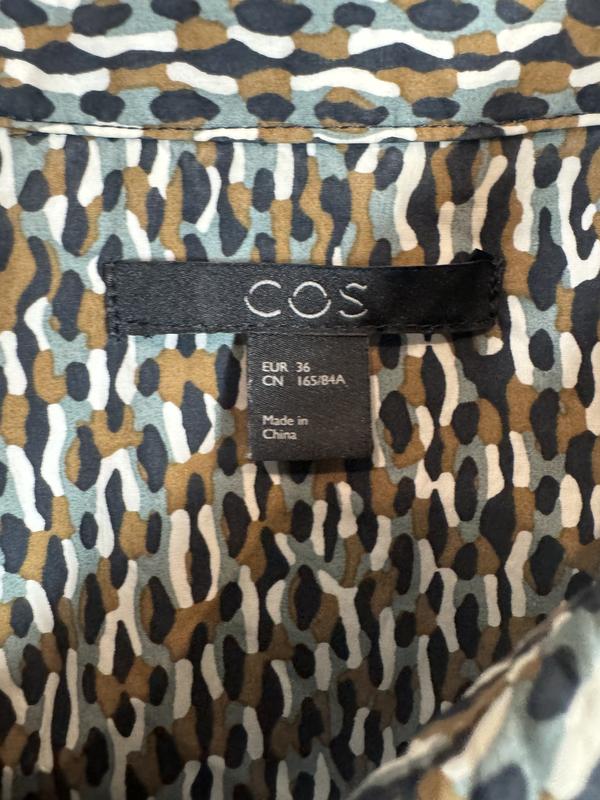 COS
EUR 36
CN 165/84A
Made in
China